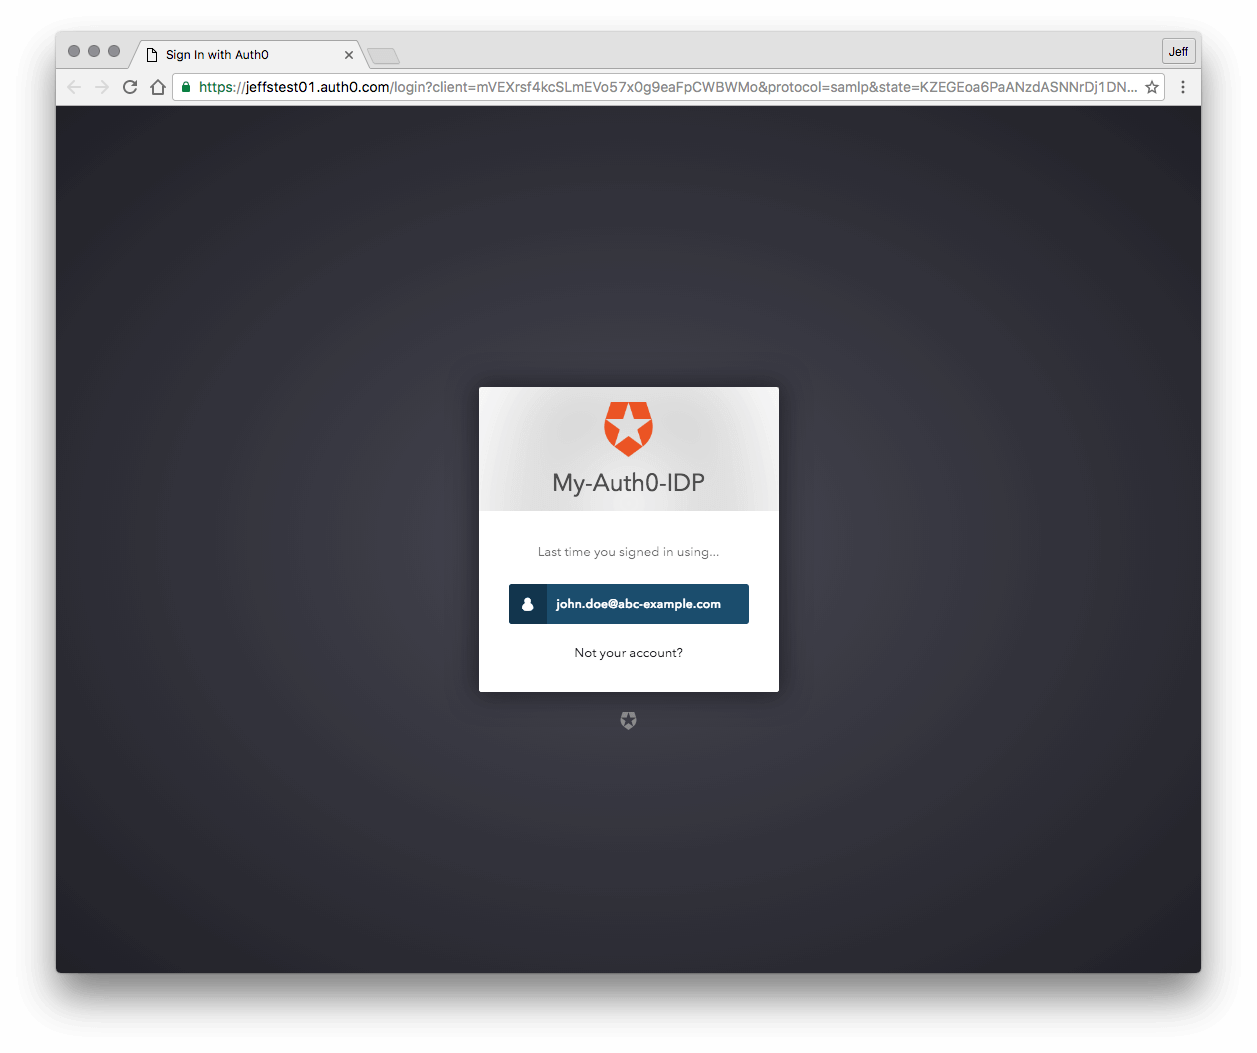 Sign In with Auth0
Jeff
https://jeffstest01.auth0.com/login?client=mVEXrsf4kcSLmEVo57x0g9eaFpCWBWMo&protocol=samlp&state=KZEGEoa6PaANzdASNNrDj1DN...
My-Auth0-IDP
Last time you signed in using...
john.doe@abc-example.com
Not your account?